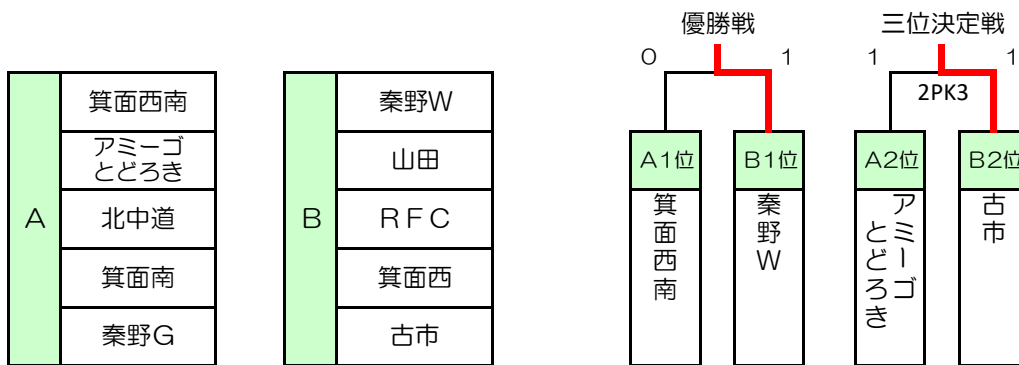 優勝戦
三位決定戦
0 1
1 1
2PK3
A
箕面西南
アミーゴ
とどろき
北中道
箕面南
秦野G
B
秦野W
山田
RFC
箕面西
古市
A1位
箕面西南
B1位
秦野W
A2位
アミーゴ
とどろき
B2位
古市